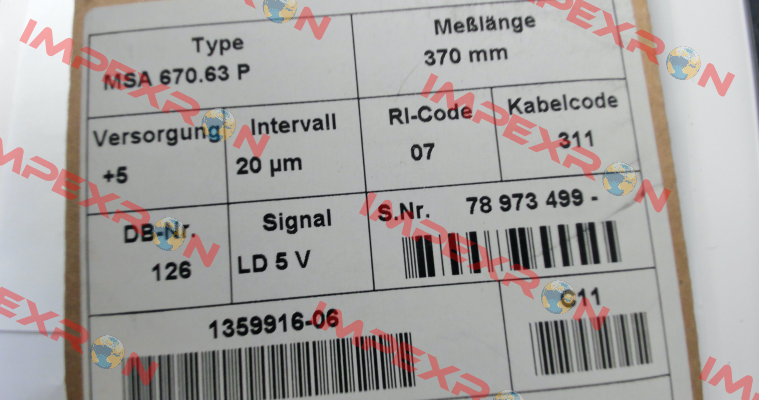 Type
MSA 670.63 P
Meßlänge
370 mm
Versorgung
+5
Intervall
20 µm
RI-Code
07
Kabelcode
311
DB-Nr.
126
Signal
LD 5 V
S.Nr. 78 973 499 -
1359916-06
C11
IMPEXRON